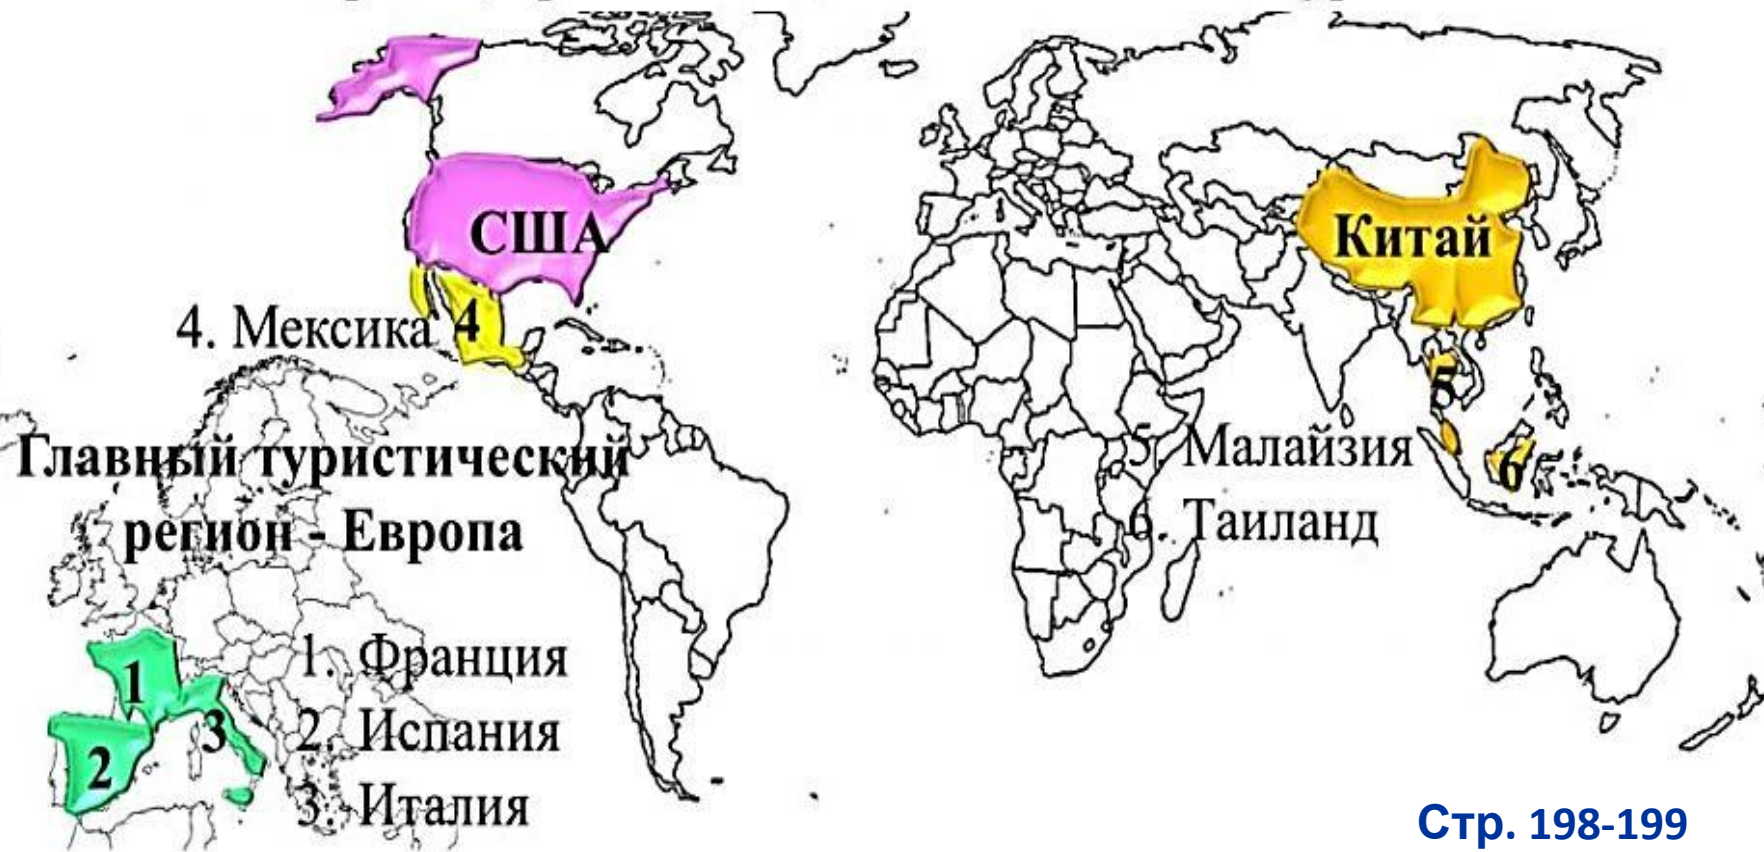 США
Китай
4. Мексика
4
5
Главный туристический
регион - Европа
5. Малайзия
6
6. Таиланд
1
1. Франция
2. Испания
3
2
3. Италия
Стр. 198-199